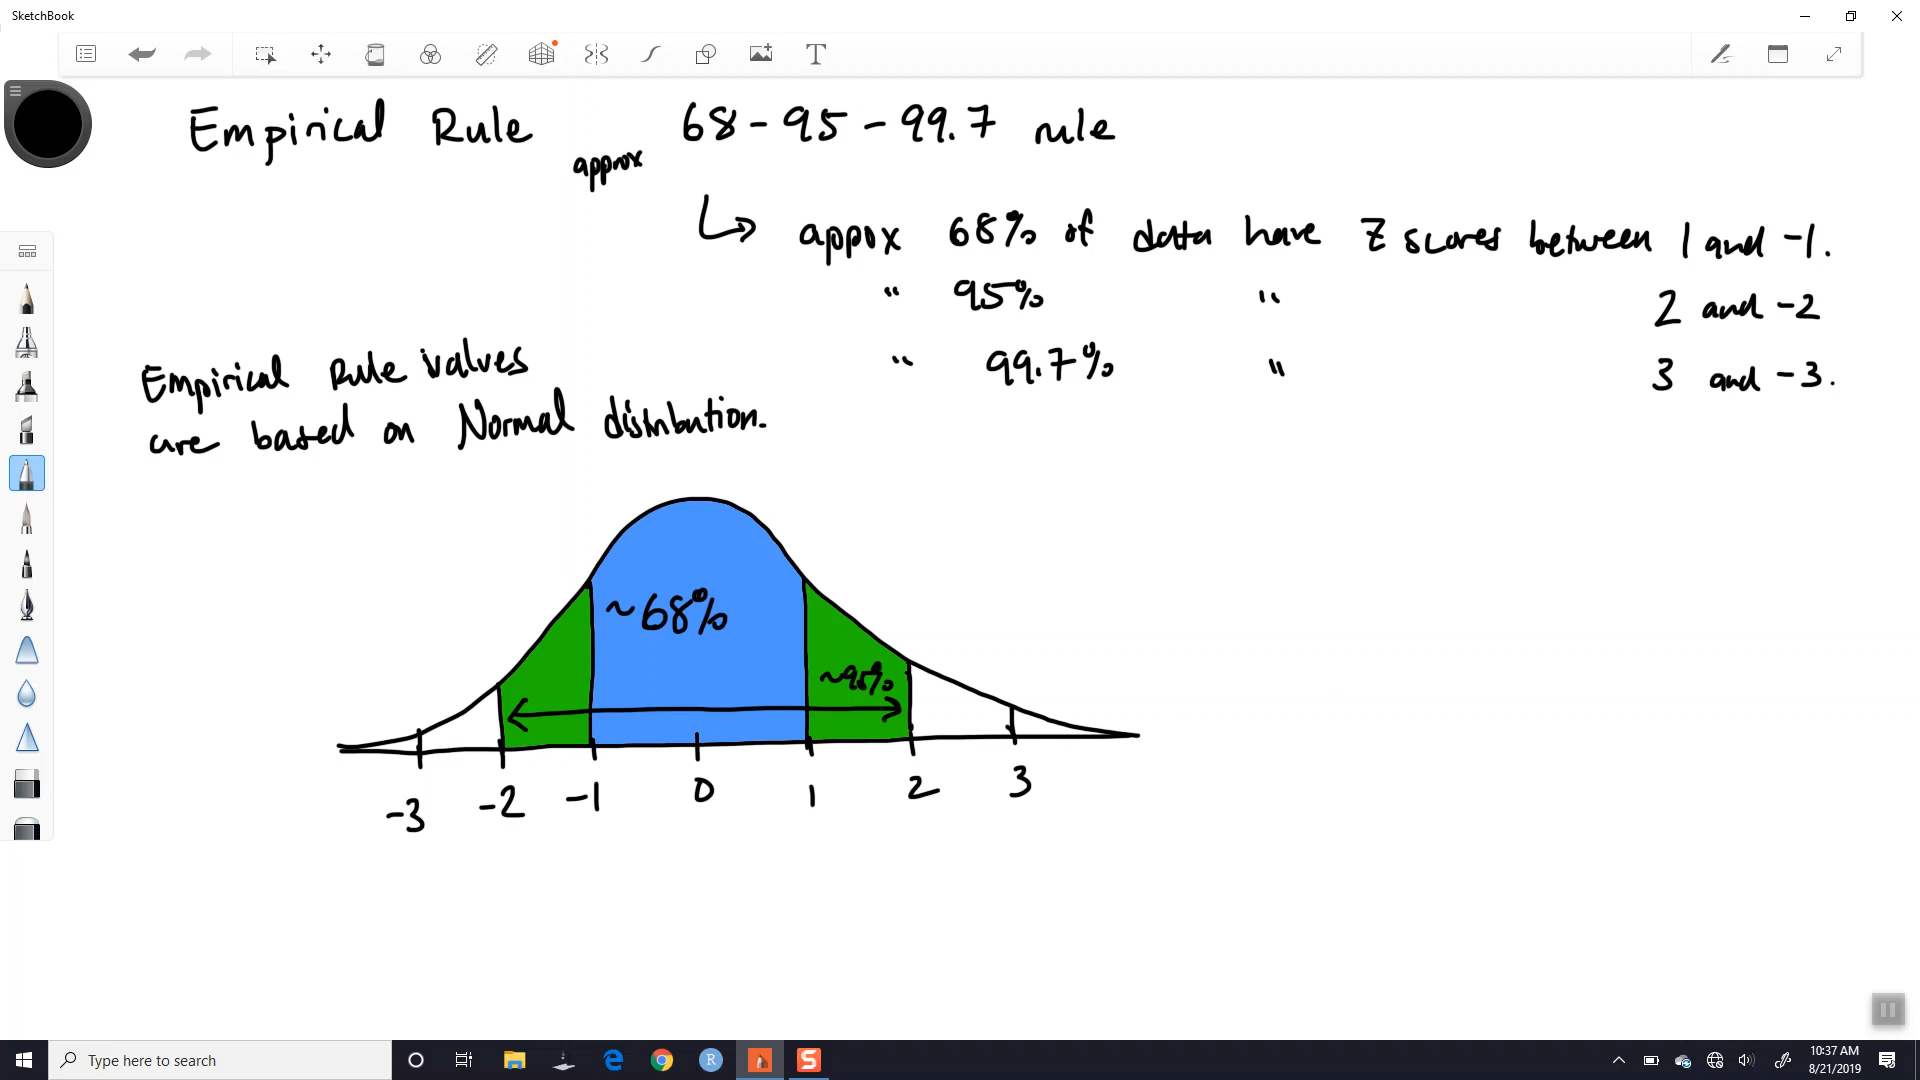 SketchBook
Empirical Rule 68-95-99.7 rule
approx
appox 68% of data have Z scores between 1 and -1.
" 95% " 2 and -2
" 99.7% " 3 and -3.
Empirical Rule valves
are based on Normal distribution.
~68%
~95%
-3 -2 -1 0 1 2 3
Type here to search
10:37 AM
8/21/2019